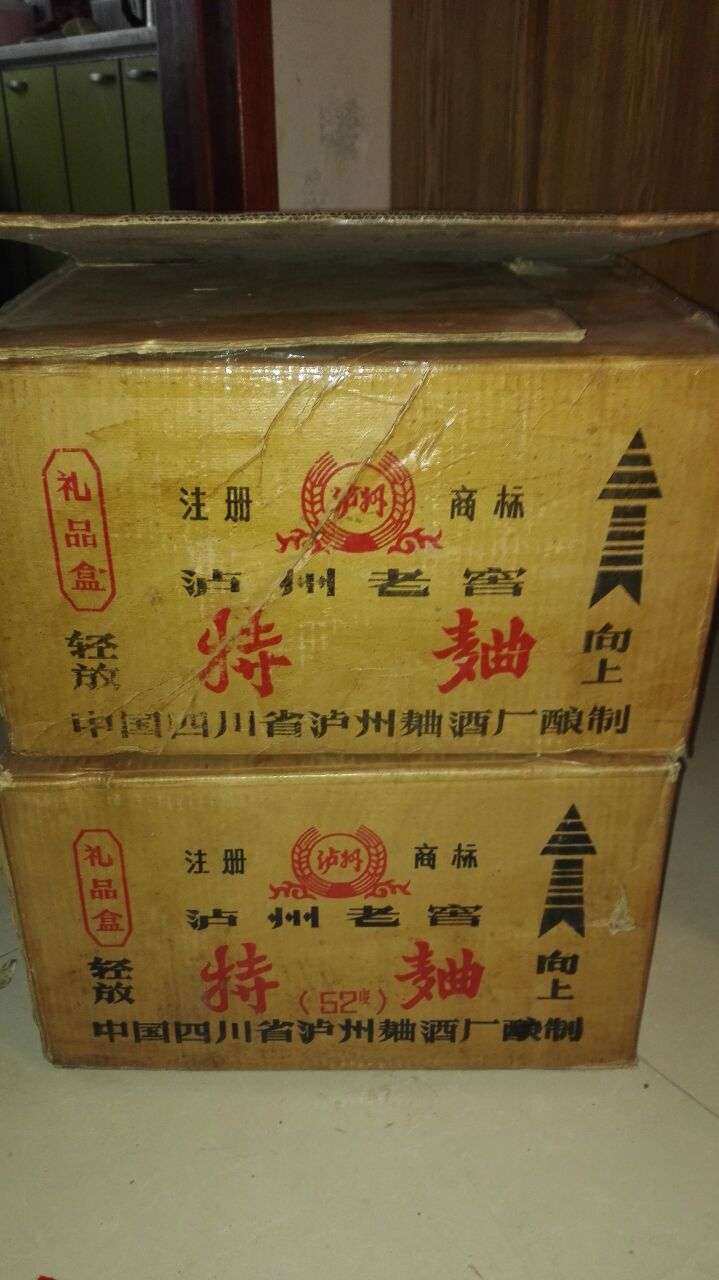 礼品盒
注册 泸州 商标
泸州老窖
轻放 特麯 向上
中国四川省泸州麯酒厂酿制
礼品盒
注册 泸州 商标
泸州老窖
轻放 特(52度)麯 向上
中国四川省泸州麯酒厂酿制